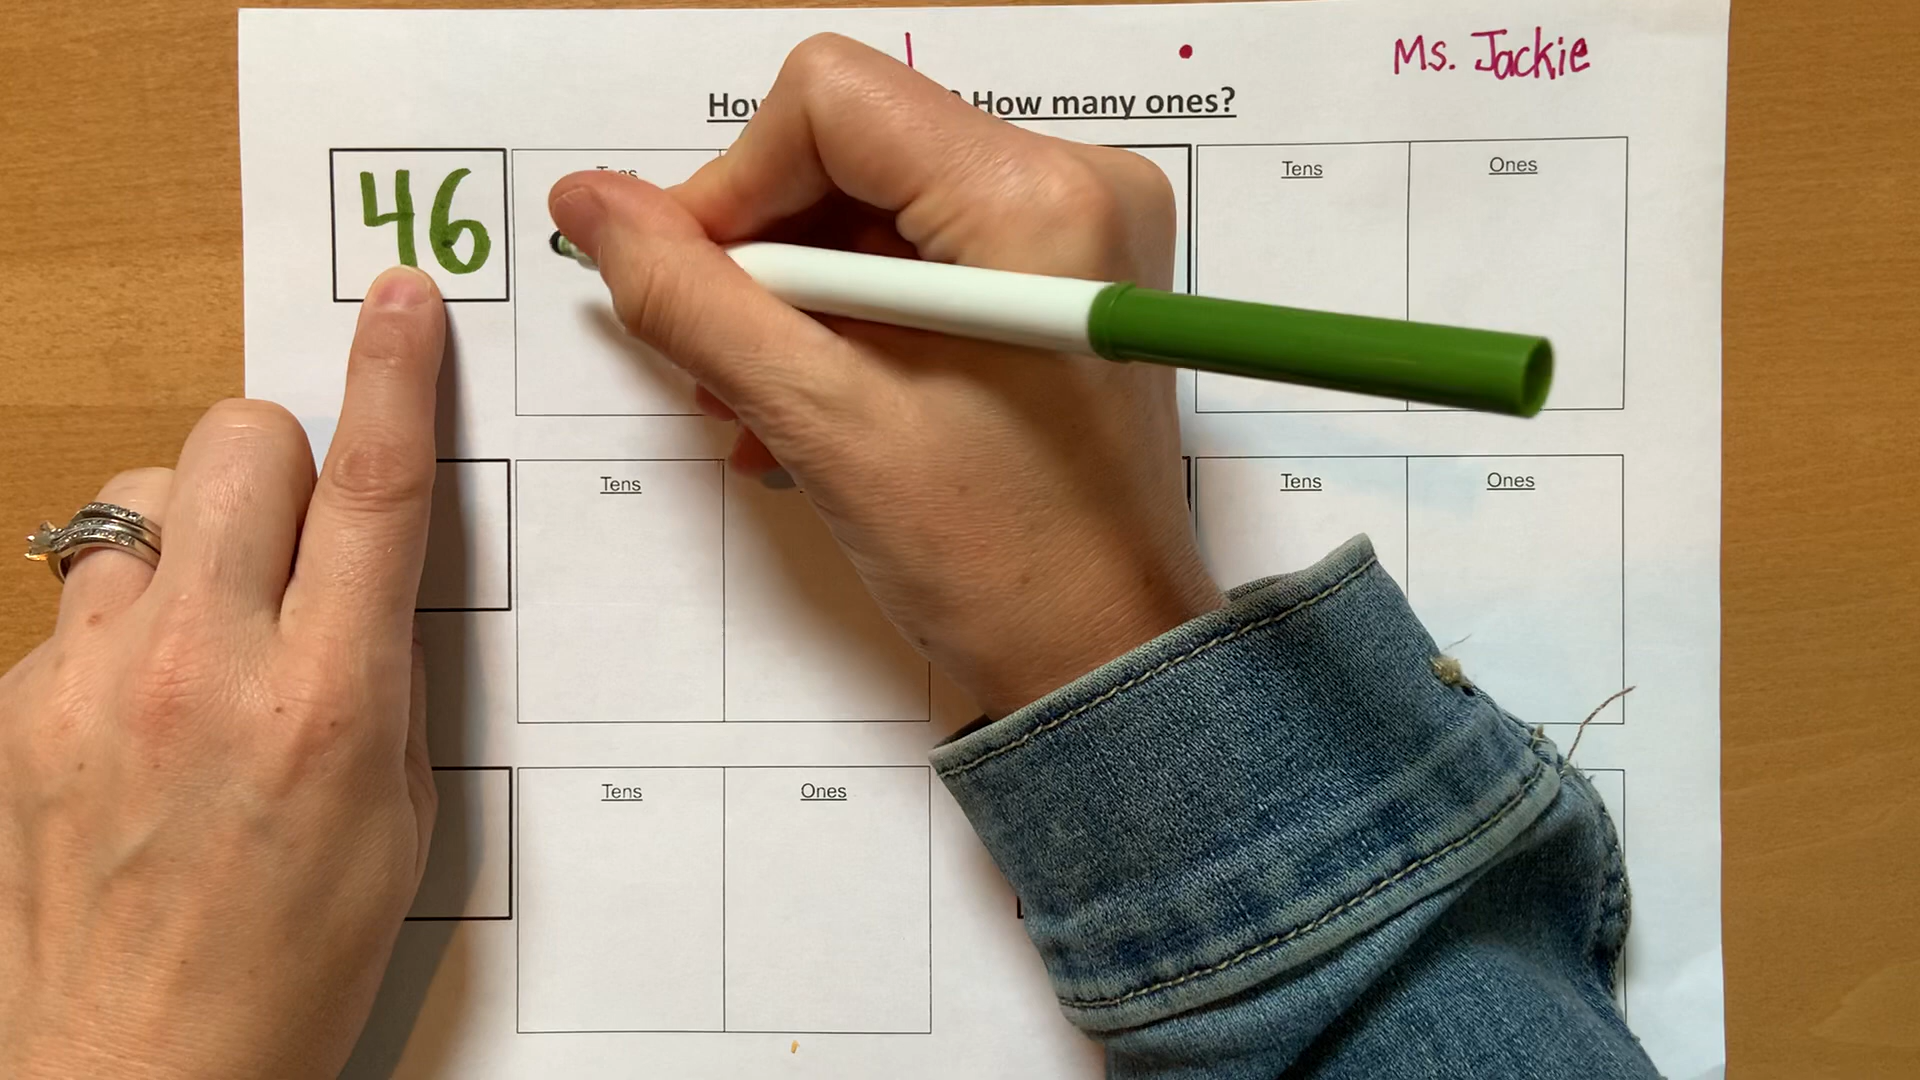 Ms. Jackie
How many ones?
46
Tens Ones
Tens Tens Ones
Tens Ones